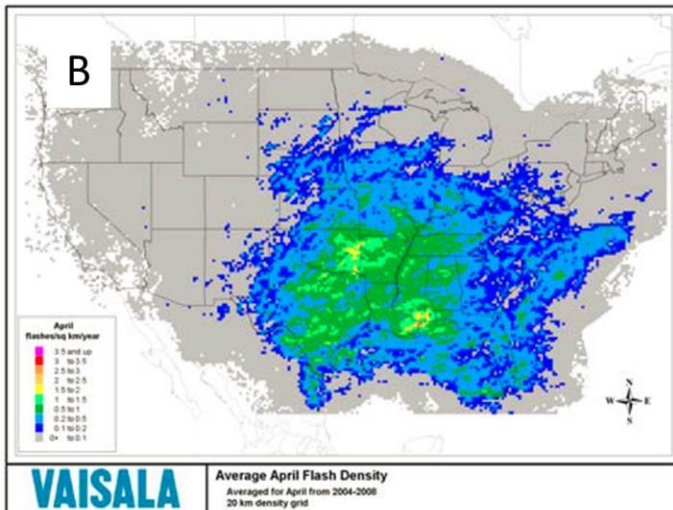 B
April
flashes/sq km/year
3.5 and up
3 to 3.5
2.5 to 3
2 to 2.5
1.5 to 2
1 to 1.5
0.5 to 1
0.2 to 0.5
0.1 to 0.2
0+ to 0.1
N
W E
S
VAISALA
Average April Flash Density
Averaged for April from 2004-2008
20 km density grid